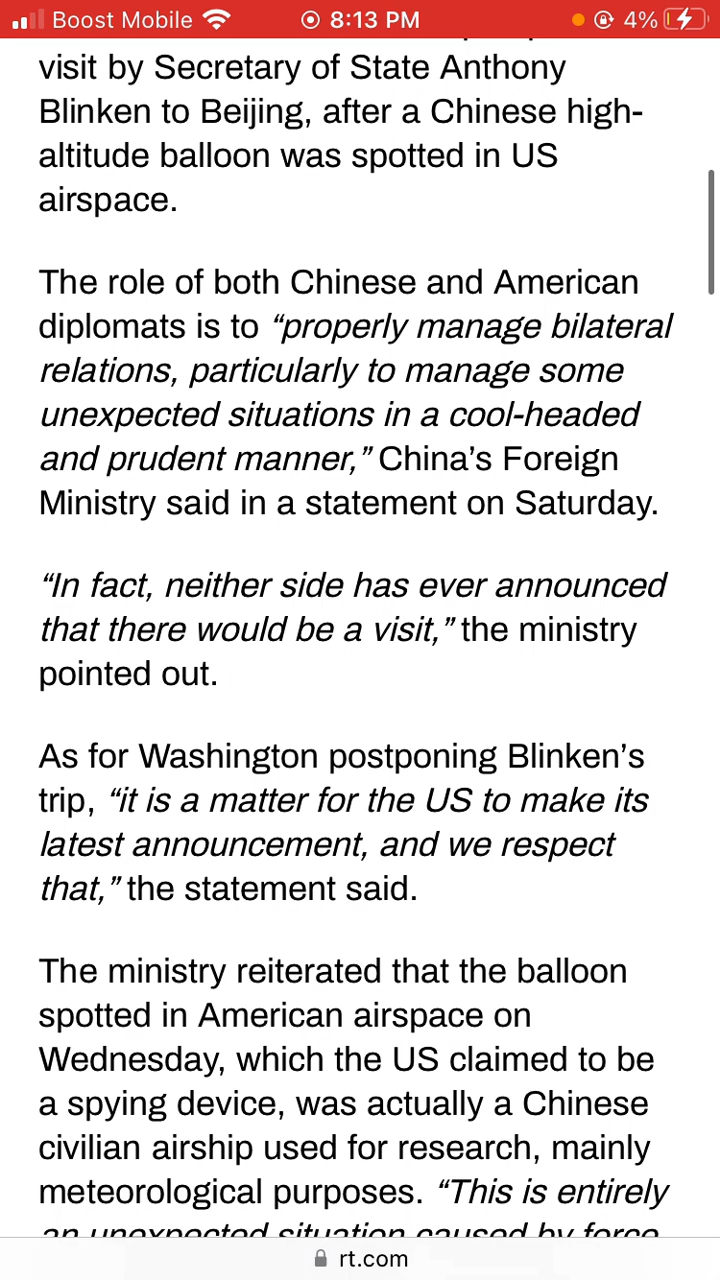 Boost Mobile 8:13 PM 4%
visit by Secretary of State Anthony
Blinken to Beijing, after a Chinese high-
altitude balloon was spotted in US
airspace.
The role of both Chinese and American
diplomats is to “properly manage bilateral
relations, particularly to manage some
unexpected situations in a cool-headed
and prudent manner,” China’s Foreign
Ministry said in a statement on Saturday.
“In fact, neither side has ever announced
that there would be a visit,” the ministry
pointed out.
As for Washington postponing Blinken’s
trip, “it is a matter for the US to make its
latest announcement, and we respect
that,” the statement said.
The ministry reiterated that the balloon
spotted in American airspace on
Wednesday, which the US claimed to be
a spying device, was actually a Chinese
civilian airship used for research, mainly
meteorological purposes. “This is entirely
an unexpected situation caused by force
rt.com